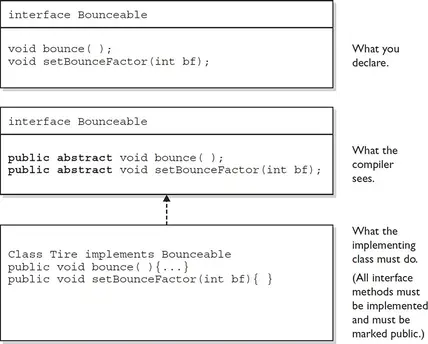 interface Bounceable
void bounce( );
void setBounceFactor(int bf);
What you
declare.
interface Bounceable
public abstract void bounce( );
public abstract void setBounceFactor(int bf);
What the
compiler
sees.
Class Tire implements Bounceable
public void bounce( ){...}
public void setBounceFactor(int bf){ }
What the
implementing
class must do.
(All interface
methods must
be implemented
and must be
marked public.)